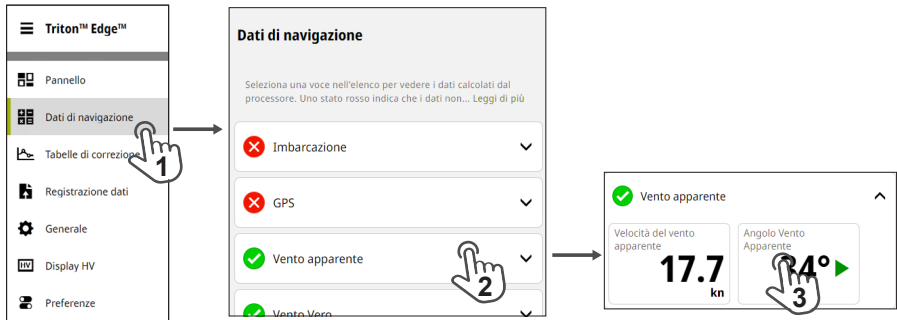 Triton™ Edge™
Pannello
Dati di navigazione
Tabelle di correzione
Registrazione dati
Generale
HV Display HV
Preferenze
1
Dati di navigazione
Seleziona una voce nell'elenco per vedere i dati calcolati dal
processore. Uno stato rosso indica che i dati non... Leggi di più
Imbarcazione
GPS
Vento apparente
Vento Vero
2
Vento apparente
Velocità del vento
apparente
17.7
kn
Angolo Vento
Apparente
4°
3